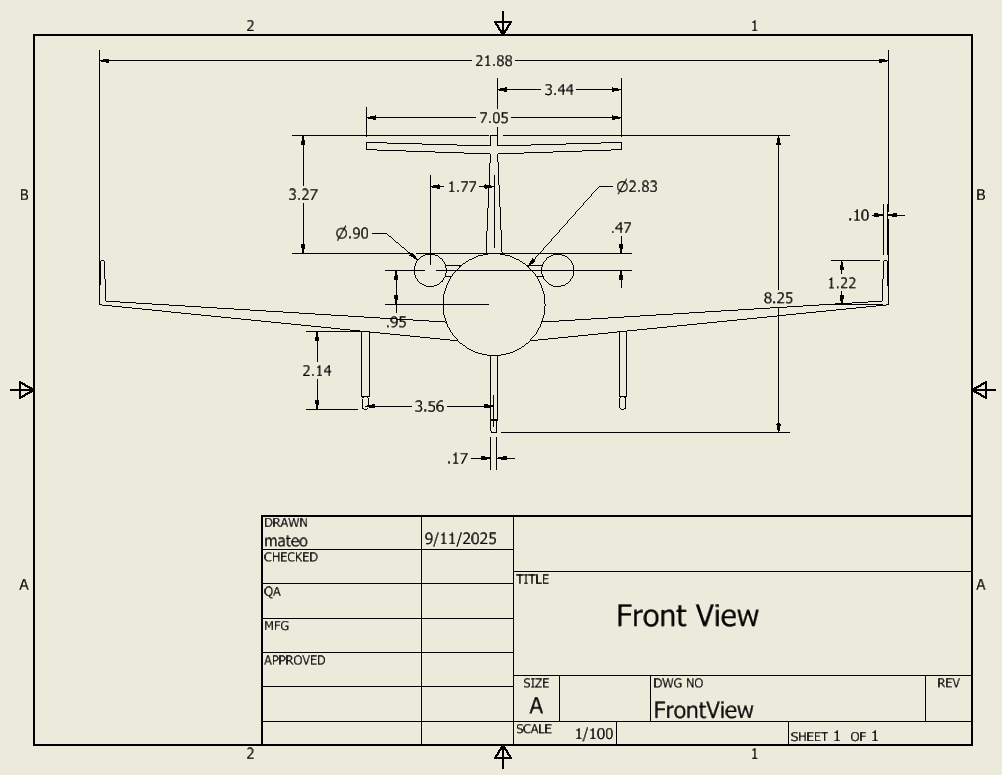 2 1
21.88
3.44
7.05
B 3.27 1.77 Ø2.83 B
.10
Ø.90 .47
1.22
8.25
.95
2.14
3.56
.17
DRAWN
mateo 9/11/2025
CHECKED
TITLE
A QA A
Front View
MFG
APPROVED
SIZE DWG NO REV
A FrontView
SCALE 1/100 SHEET 1 OF 1
2 1